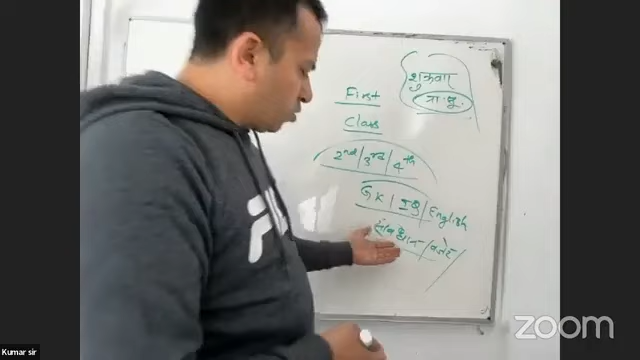 First
Class
शुक्रवार
प्रा.पु.
2nd/3rd/4th
GK/IQ/English
संविधान/
FILA
zoom
Kumar sir